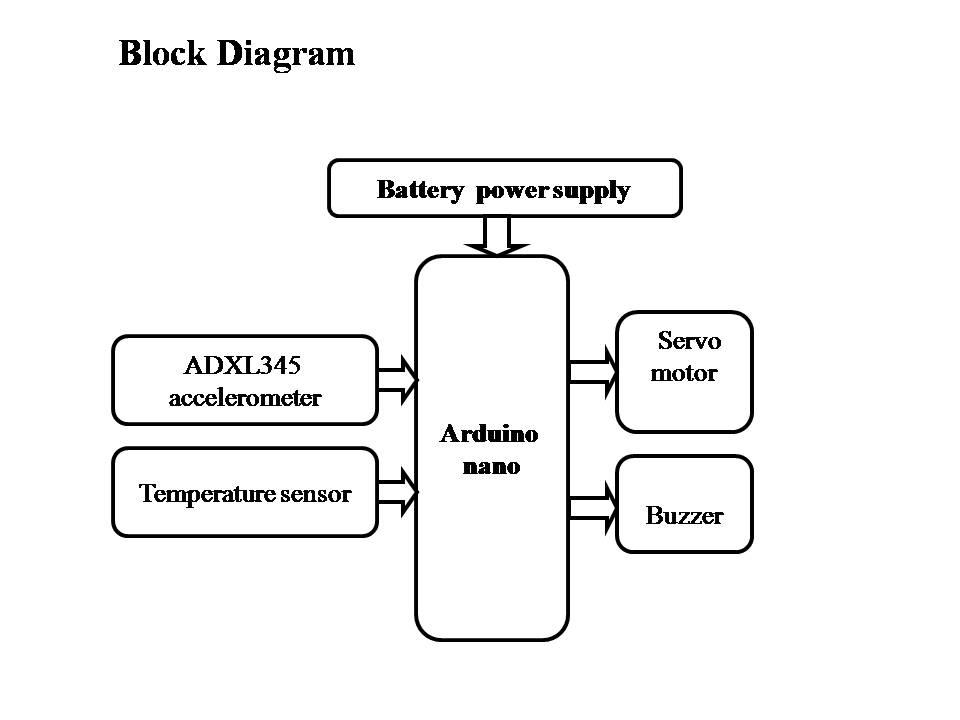 Block Diagram
Battery power supply
ADXL345
accelerometer
Temperature sensor
Arduino
nano
Servo
motor
Buzzer